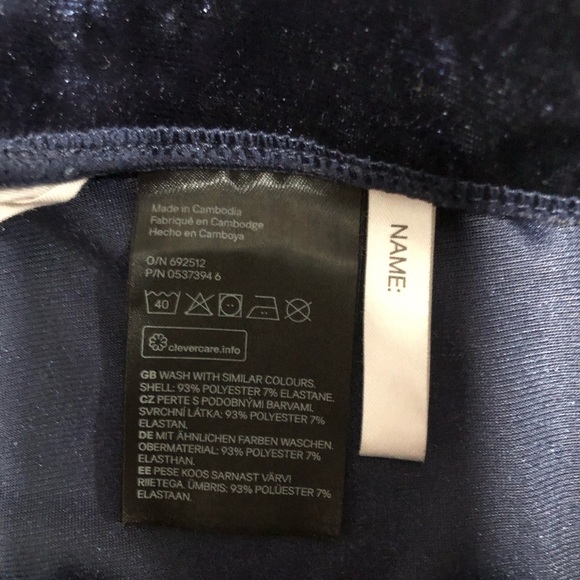 Made in Cambodia
Fabriqué en Cambodge
Hecho en Camboya
O/N 692512
P/N 0537394 6
40
clevercare.info
GB WASH WITH SIMILAR COLOURS.
SHELL: 93% POLYESTER 7% ELASTANE.
CZ PERTE S PODOBNÝMI BARVAMI.
SVRCHNÍ LÁTKA: 93% POLYESTER 7%
ELASTAN.
DE MIT ÄHNLICHEN FARBEN WASCHEN.
OBERMATERIAL: 93% POLYESTER 7%
ELASTHAN.
EE PESE KOOS SARNAST VÄRVI
RIIETEGA. ÜMBRIS: 93% POLÜESTER 7%
ELASTAAN.
NAME: